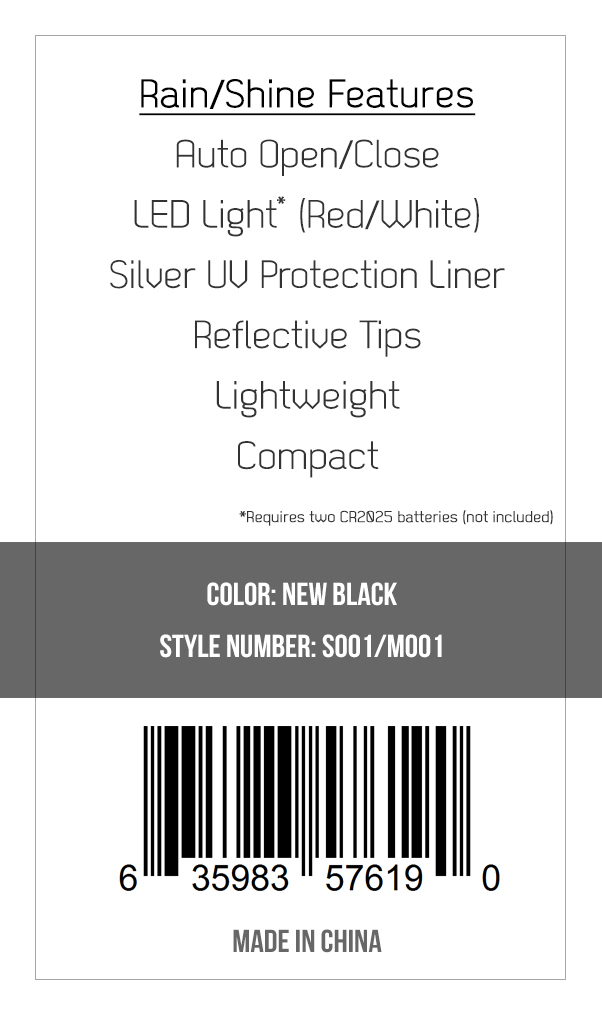 Rain/Shine Features
Auto Open/Close
LED Light* (Red/White)
Silver UV Protection Liner
Reflective Tips
Lightweight
Compact
*Requires two CR2025 batteries (not included)
COLOR: NEW BLACK
STYLE NUMBER: S001/M001
6 35983 57619 0
MADE IN CHINA